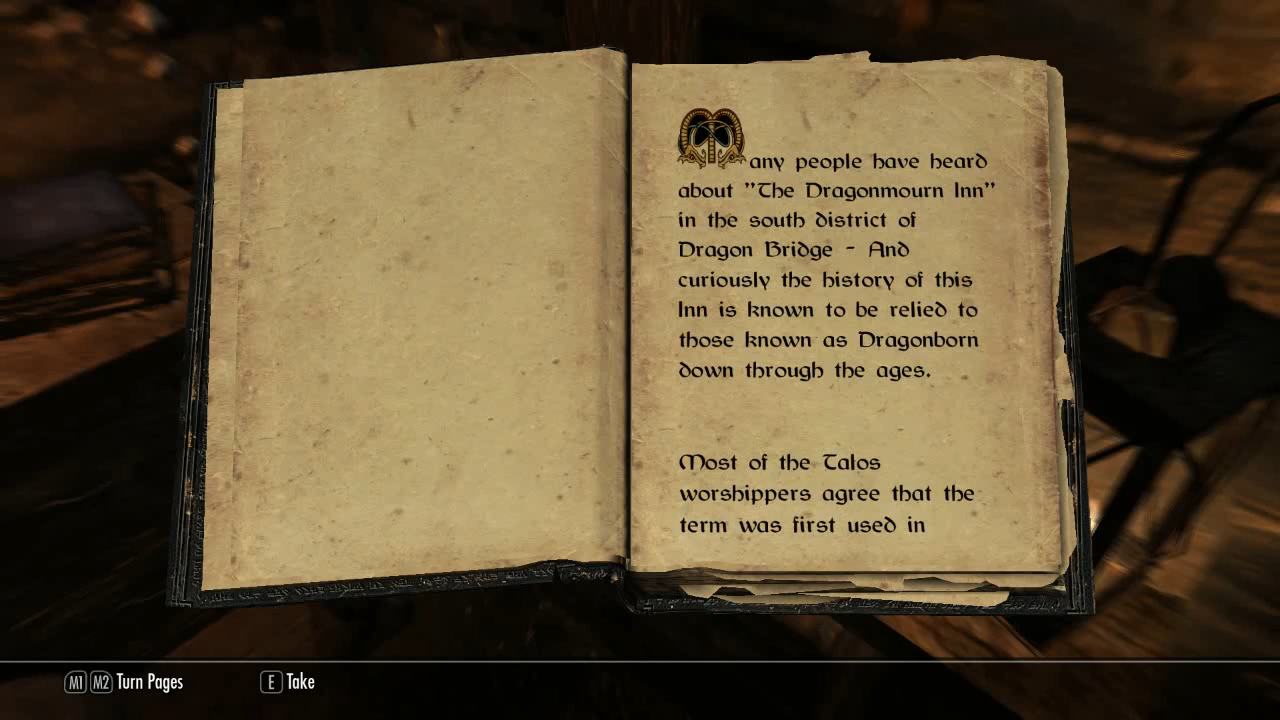 Many people have heard
about "The Dragonmourn Inn"
in the south district of
Dragon Bridge - And
curiously the history of this
Inn is known to be relied to
those known as Dragonborn
down through the ages.
Most of the Talos
worshippers agree that the
term was first used in
M1 M2 Turn Pages
E Take